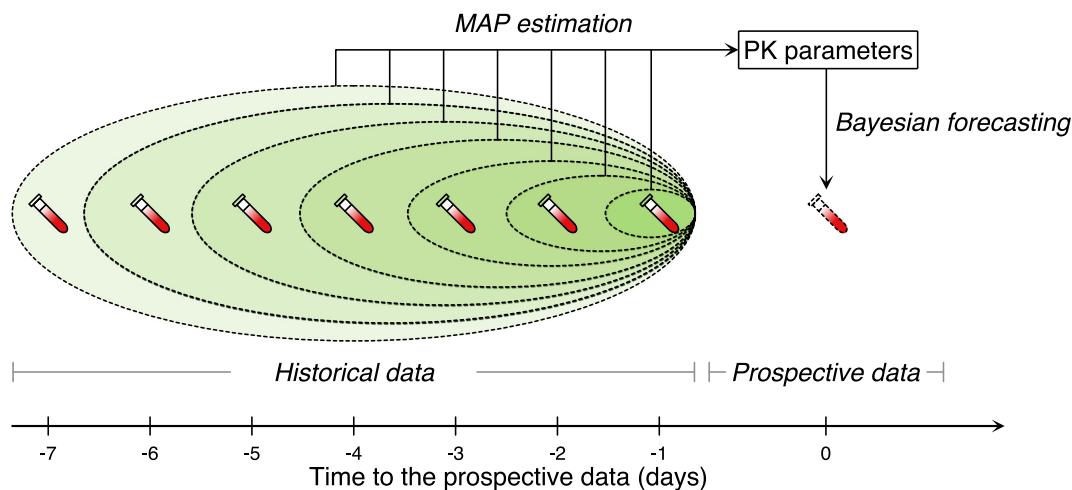 MAP estimation
PK parameters
Bayesian forecasting
Historical data
Prospective data
-7 -6 -5 -4 -3 -2 -1 0
Time to the prospective data (days)